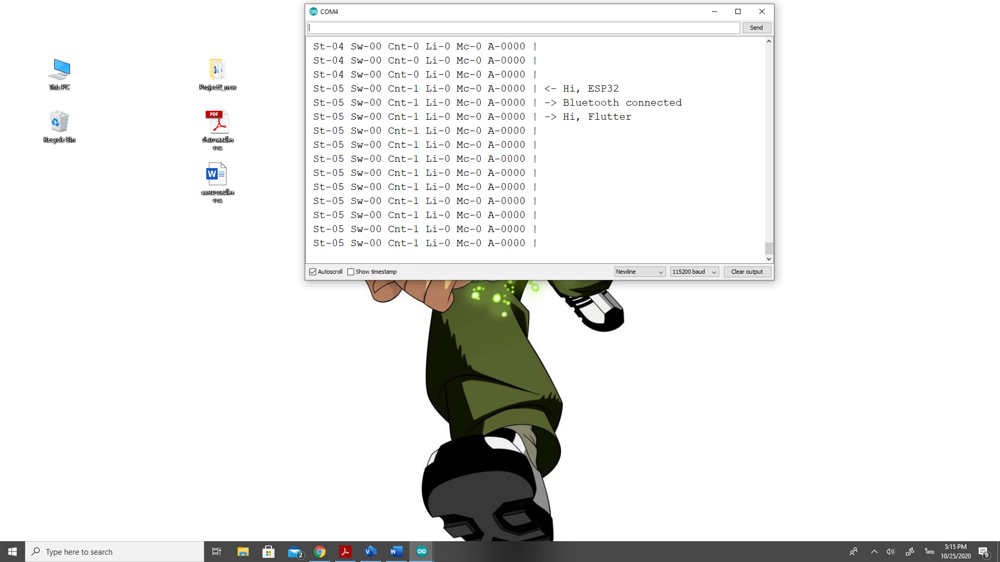 COM4
Send
St-04 Sw-00 Cnt-0 Li-0 Mc-0 A-0000 |
St-04 Sw-00 Cnt-0 Li-0 Mc-0 A-0000 |
St-04 Sw-00 Cnt-0 Li-0 Mc-0 A-0000 |
St-05 Sw-00 Cnt-1 Li-0 Mc-0 A-0000 | <- Hi, ESP32
St-05 Sw-00 Cnt-1 Li-0 Mc-0 A-0000 | -> Bluetooth connected
St-05 Sw-00 Cnt-1 Li-0 Mc-0 A-0000 | -> Hi, Flutter
St-05 Sw-00 Cnt-1 Li-0 Mc-0 A-0000 |
St-05 Sw-00 Cnt-1 Li-0 Mc-0 A-0000 |
St-05 Sw-00 Cnt-1 Li-0 Mc-0 A-0000 |
St-05 Sw-00 Cnt-1 Li-0 Mc-0 A-0000 |
St-05 Sw-00 Cnt-1 Li-0 Mc-0 A-0000 |
St-05 Sw-00 Cnt-1 Li-0 Mc-0 A-0000 |
St-05 Sw-00 Cnt-1 Li-0 Mc-0 A-0000 |
St-05 Sw-00 Cnt-1 Li-0 Mc-0 A-0000 |
St-05 Sw-00 Cnt-1 Li-0 Mc-0 A-0000 |
Autoscroll Show timestamp Newline 115200 baud Clear output
This PC
Recycle Bin
Project2_new
PDF
W
Type here to search
2
ไทย
5:15 PM
10/25/2020
9